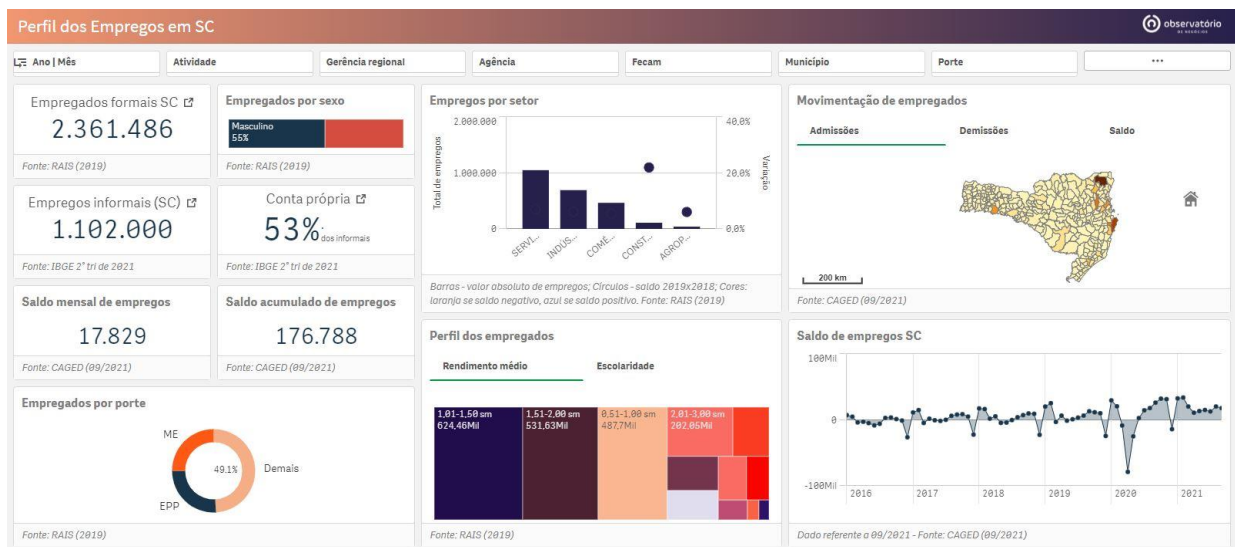 Perfil dos Empregos em SC
observatório
DE NEGÓCIOS
Ano | Mês
Atividade
Gerência regional
Agência
Fecam
Município
Porte
...
Empregados formais SC
2.361.486
Fonte: RAIS (2019)
Empregados por sexo
Masculino
55%
Fonte: RAIS (2019)
Empregos informais (SC)
1.102.000
Fonte: IBGE 2° tri de 2021
Conta própria
53%
dos informais
Fonte: IBGE 2° tri de 2021
Saldo mensal de empregos
17.829
Fonte: CAGED (09/2021)
Saldo acumulado de empregos
176.788
Fonte: CAGED (09/2021)
Empregados por porte
ME
49.1%
Demais
EPP
Fonte: RAIS (2019)
Empregos por setor
Total de empregos
2.000.000
1.000.000
0
40,0%
20,0%
0,0%
Variação
SERVI...
INDÚS...
COMÉ...
CONST...
AGROP...
Barras - valor absoluto de empregos; Círculos - saldo 2019x2018; Cores:
laranja se saldo negativo, azul se saldo positivo. Fonte: RAIS (2019)
Perfil dos empregados
Rendimento médio
Escolaridade
1,01-1,50 sm
624,46Mil
1,51-2,00 sm
531,63Mil
0,51-1,00 sm
487,7Mil
2,01-3,00 sm
202,05Mil
Fonte: RAIS (2019)
Movimentação de empregados
Admissões
Demissões
Saldo
200 km
Fonte: CAGED (09/2021)
Saldo de empregos SC
100Mil
0
-100Mil
2016
2017
2018
2019
2020
2021
Dado referente a 09/2021 - Fonte: CAGED (09/2021)